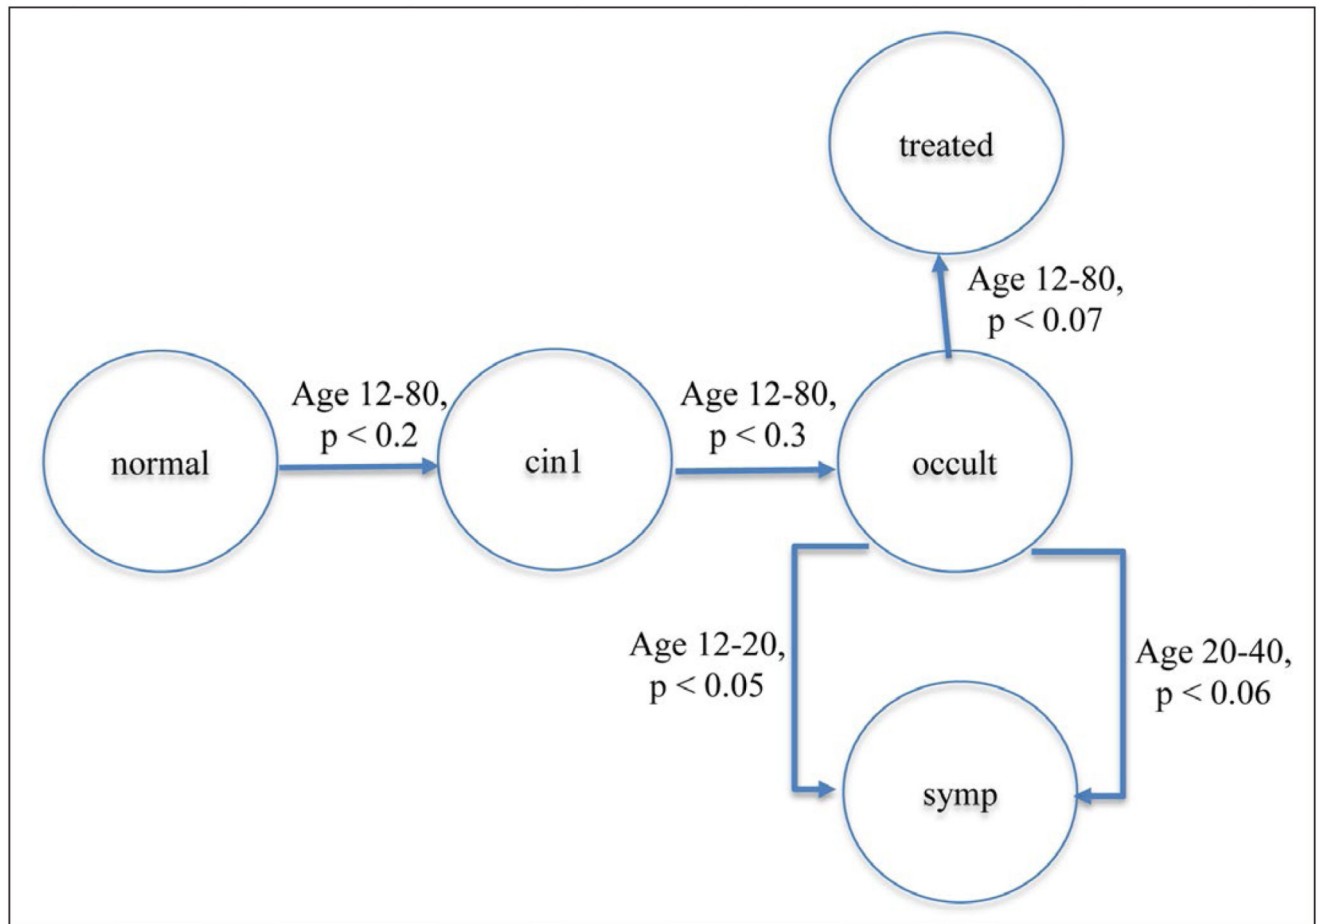 treated
Age 12-80,
p < 0.07
Age 12-80,
p < 0.2
Age 12-80,
p < 0.3
normal
cin1
occult
Age 12-20,
p < 0.05
Age 20-40,
p < 0.06
symp